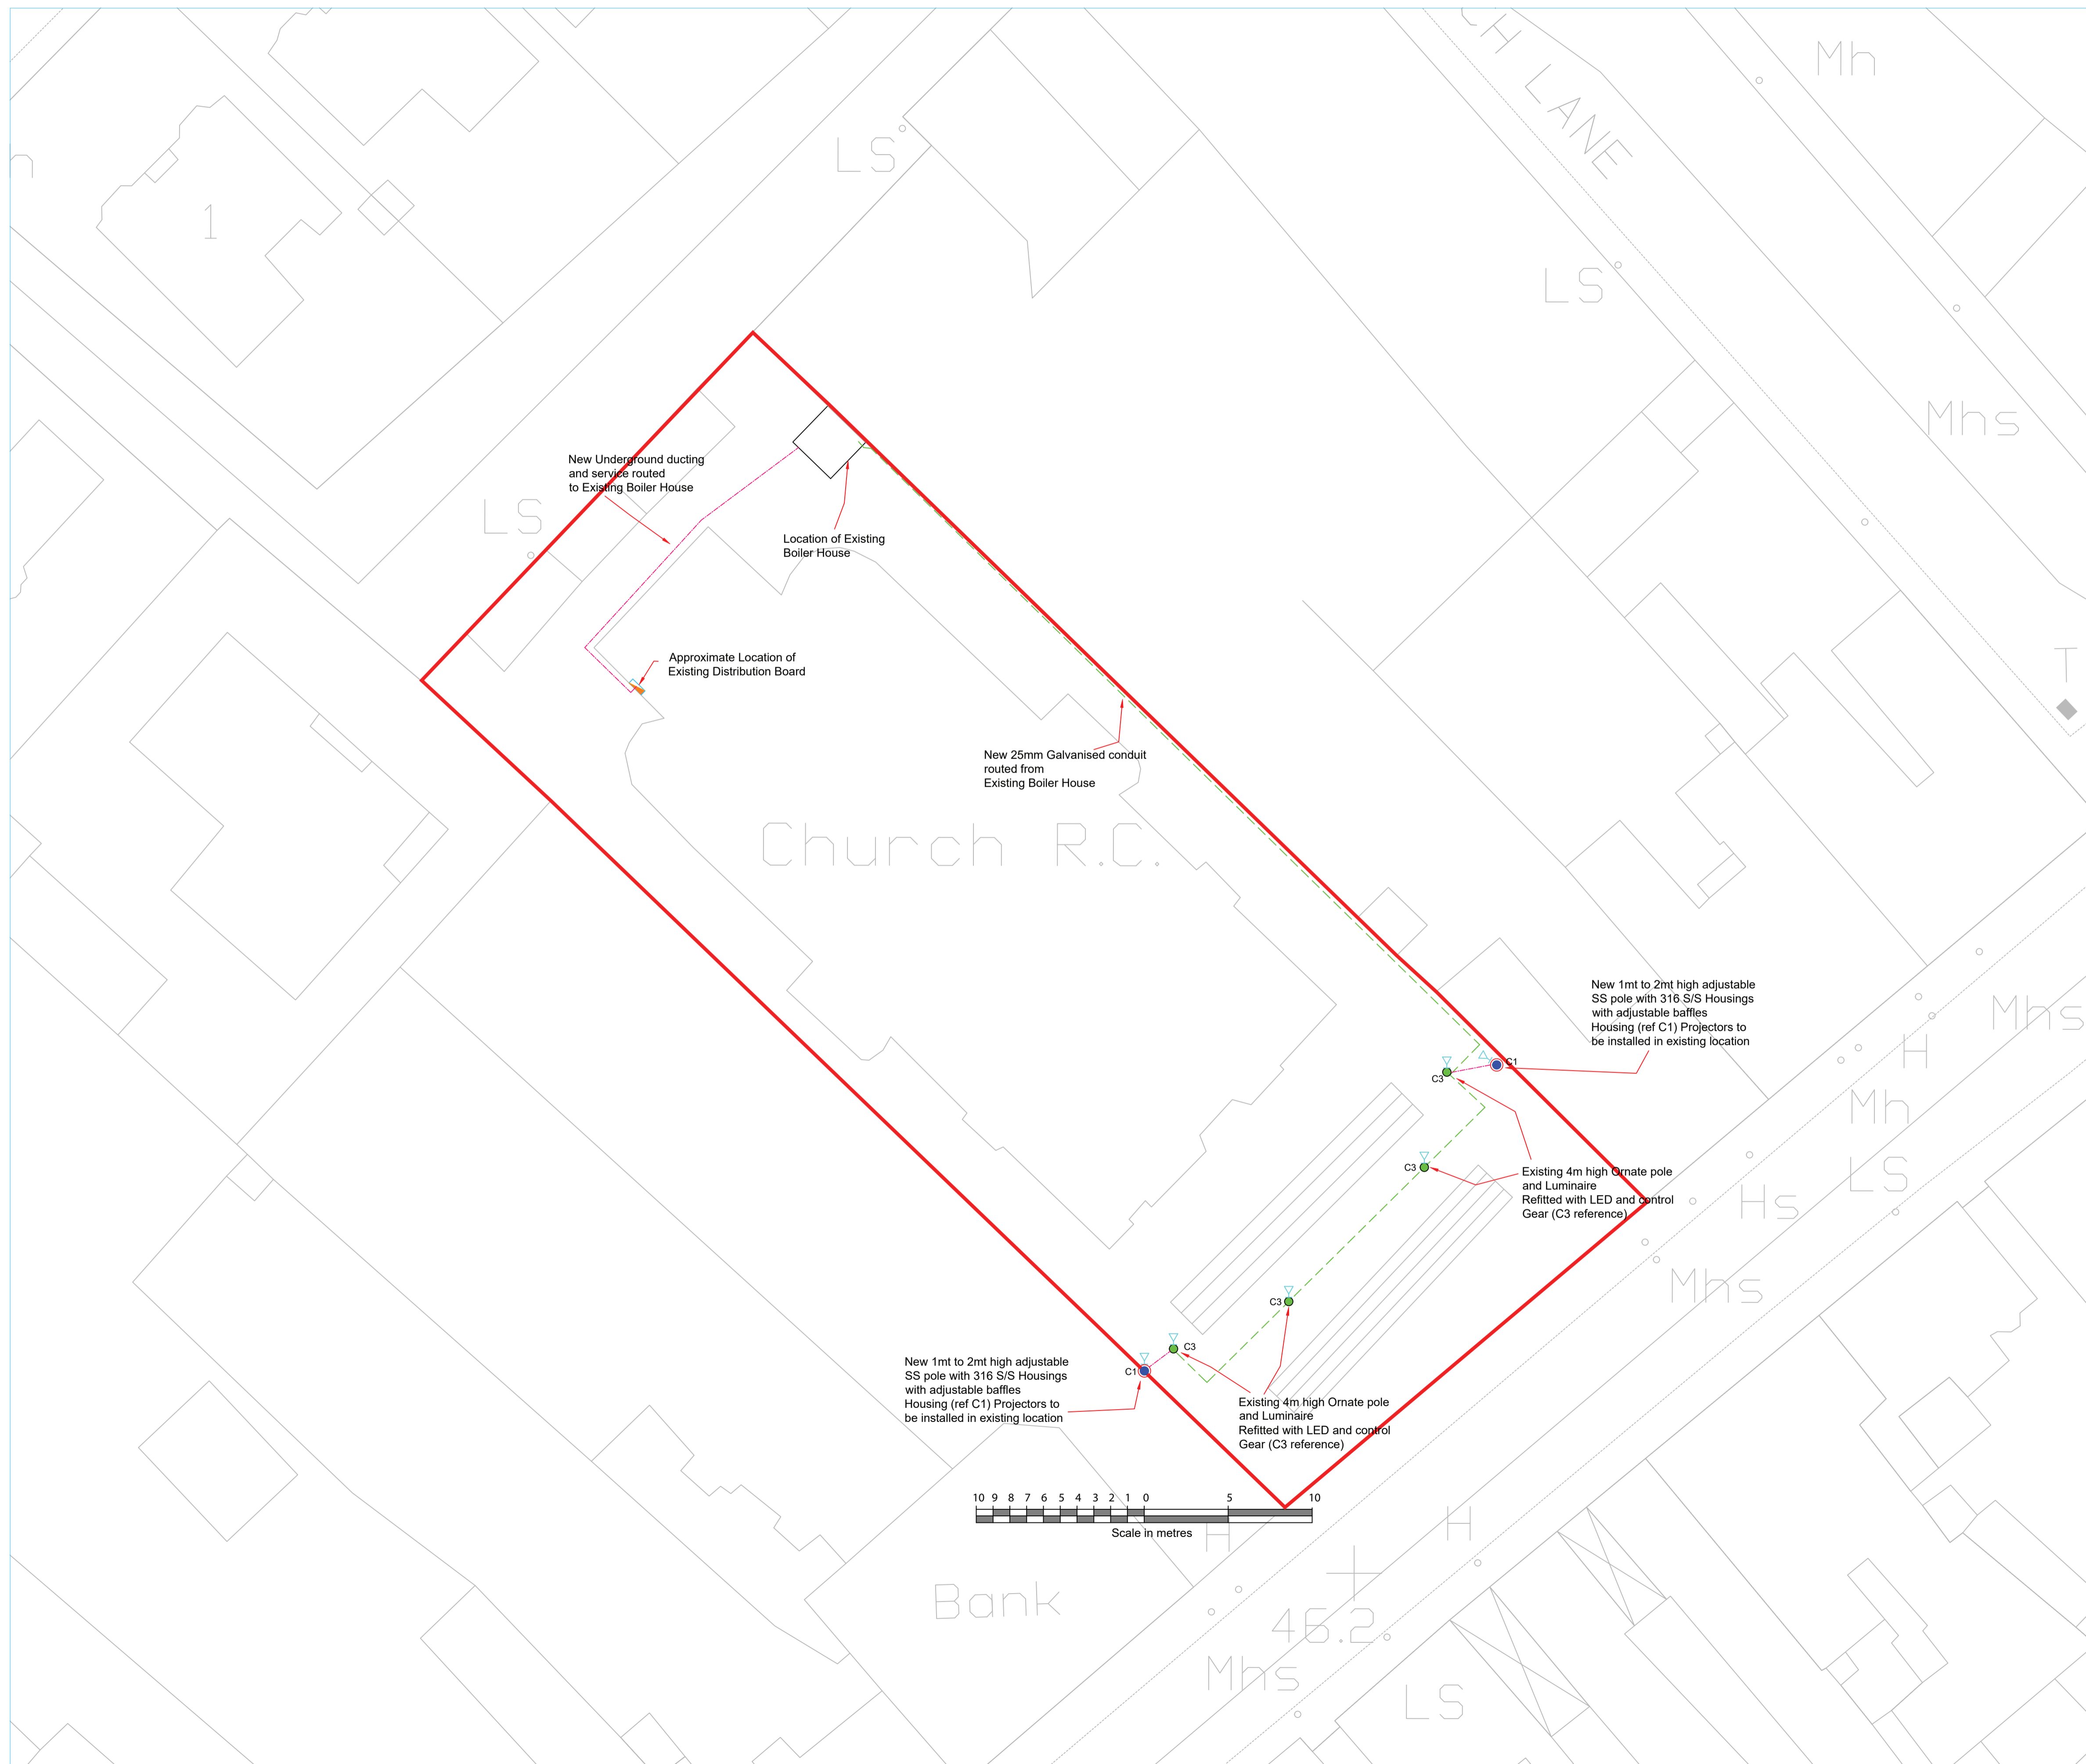 Mh
CH LANE
LS
1
LS
Mhs
New Underground ducting
and service routed
to Existing Boiler House
LS
Location of Existing
Boiler House
Approximate Location of
Existing Distribution Board
T
New 25mm Galvanised conduit
routed from
Existing Boiler House
Church R.C.
New 1mt to 2mt high adjustable
SS pole with 316 S/S Housings
with adjustable baffles
Housing (ref C1) Projectors to
be installed in existing location
Mhs
H
C1
C3
Mh
C3
LS
Existing 4m high Ornate pole
and Luminaire
Refitted with LED and control
Gear (C3 reference)
Hs
Mhs
C3
C3
C1
New 1mt to 2mt high adjustable
SS pole with 316 S/S Housings
with adjustable baffles
Housing (ref C1) Projectors to
be installed in existing location
Existing 4m high Ornate pole
and Luminaire
Refitted with LED and control
Gear (C3 reference)
10 9 8 7 6 5 4 3 2 1 0 5 10
Scale in metres
H
H
Bank
46.2
Mhs
LS